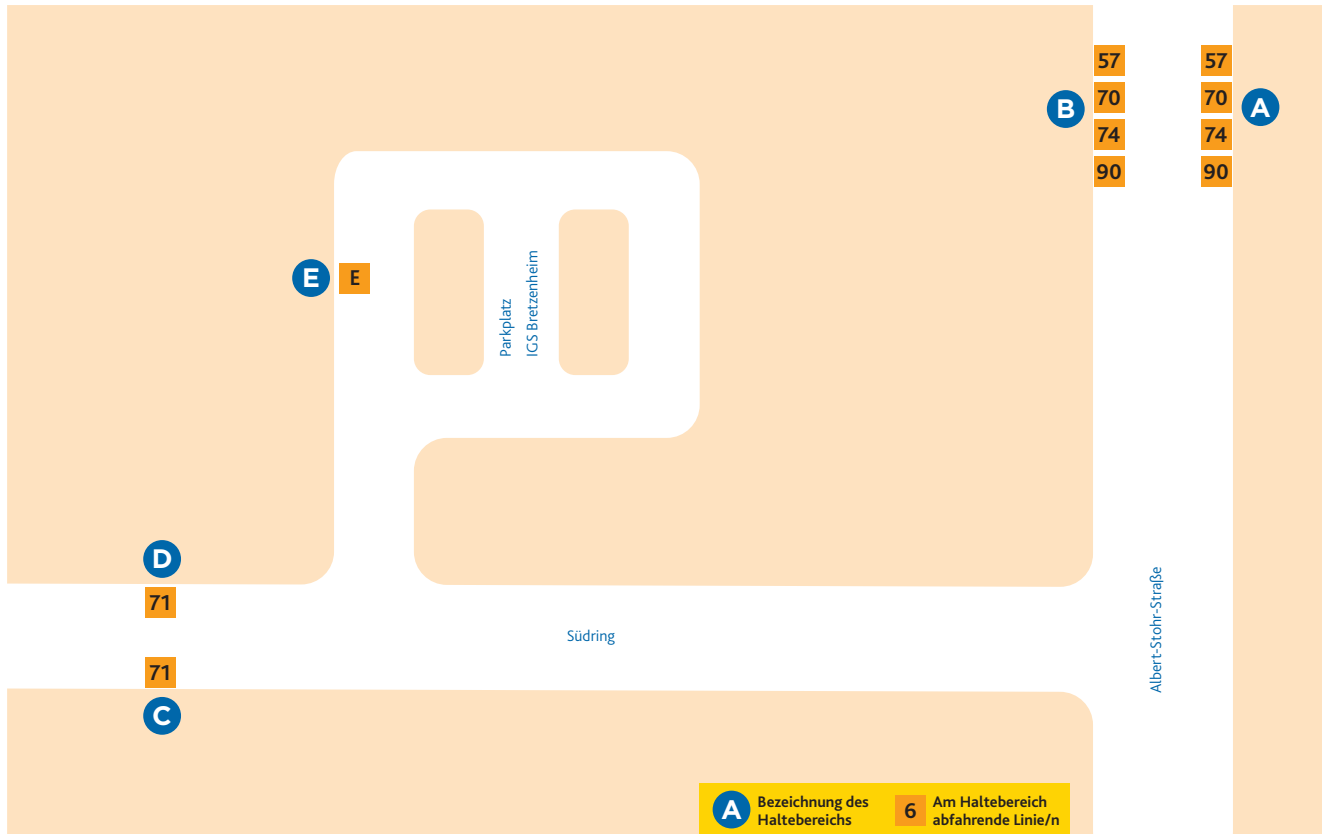 57
70
74
90
B
57
70
74
90
A
E
E
Parkplatz
IGS Bretzenheim
D
71
71
C
Südring
Albert-Stohr-Straße
A
Bezeichnung des
Haltebereichs
6
Am Haltebereich
abfahrende Linie/n